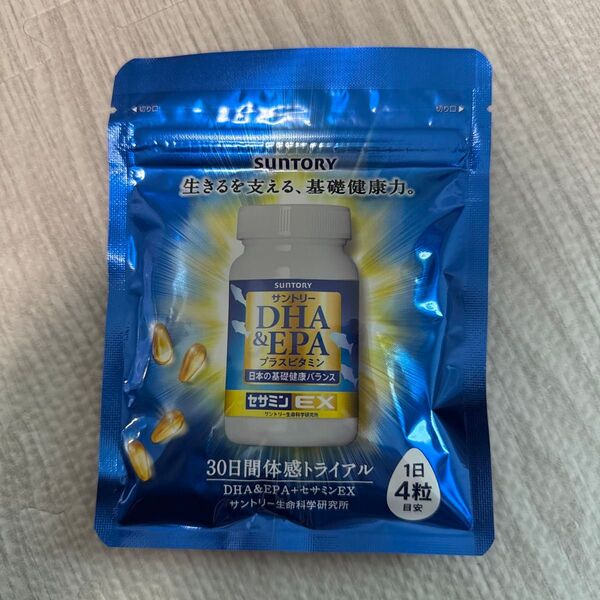 切り口
切り口
SUNTORY
生きるを支える、基礎健康力。
SUNTORY
サントリー
DHA
&EPA
プラスビタミン
日本の基礎健康バランス
セサミンEX
サントリー生命科学研究所
30日間体感トライアル
DHA&EPA+セサミンEX
サントリー生命科学研究所
1日
4粒
目安